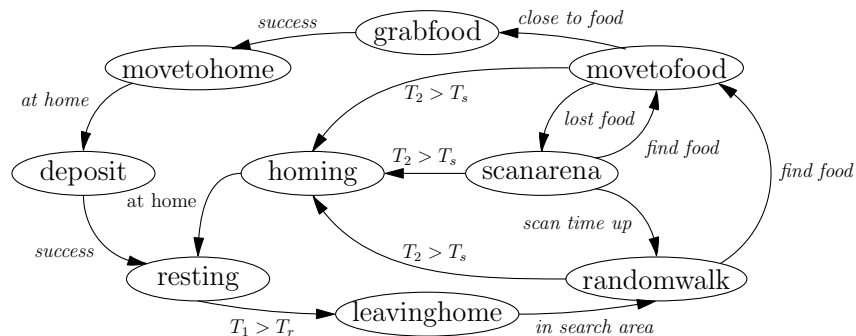 success
grabfood
close to food
movetohome
movetofood
at home
T₂ > Tₛ
lost food
deposit
homing
T₂ > Tₛ
scanarena
find food
find food
at home
scan time up
success
T₂ > Tₛ
resting
randomwalk
T₁ > Tᵣ
leavinghome
in search area